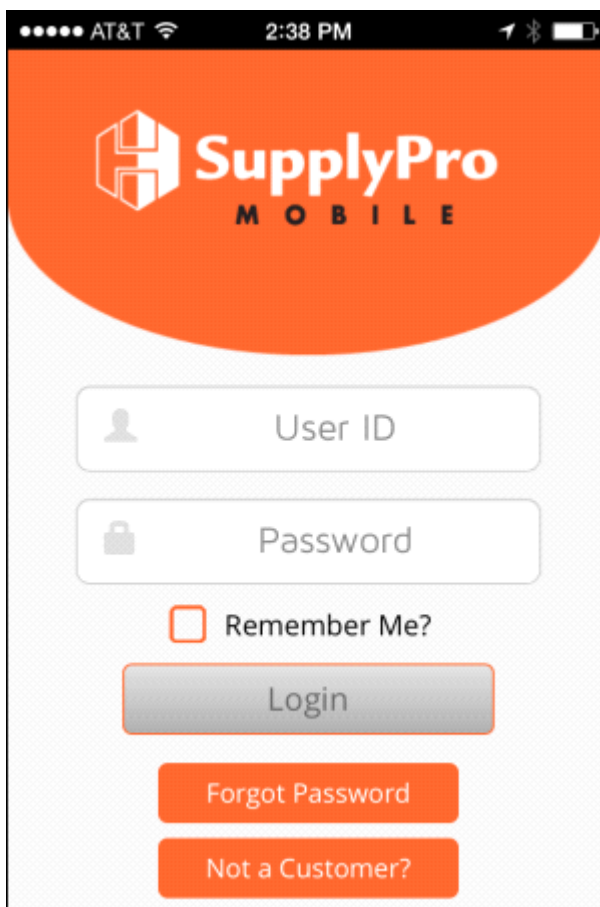 AT&T 2:38 PM
SupplyPro
MOBILE
User ID
Password
Remember Me?
Login
Forgot Password
Not a Customer?